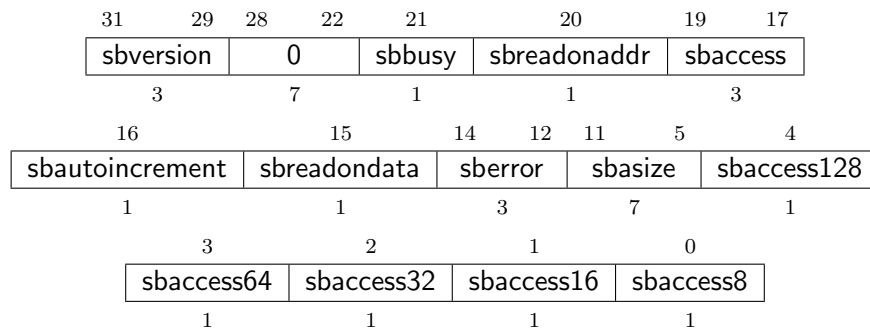 31 29 28 22 21 20 19 17
sbversion 0 sbbusy sbreadonaddr sbaccess
3 7 1 1 3
16 15 14 12 11 5 4
sbautoincrement sbreadondata sberror sbasize sbaccess128
1 1 3 7 1
3 2 1 0
sbaccess64 sbaccess32 sbaccess16 sbaccess8
1 1 1 1